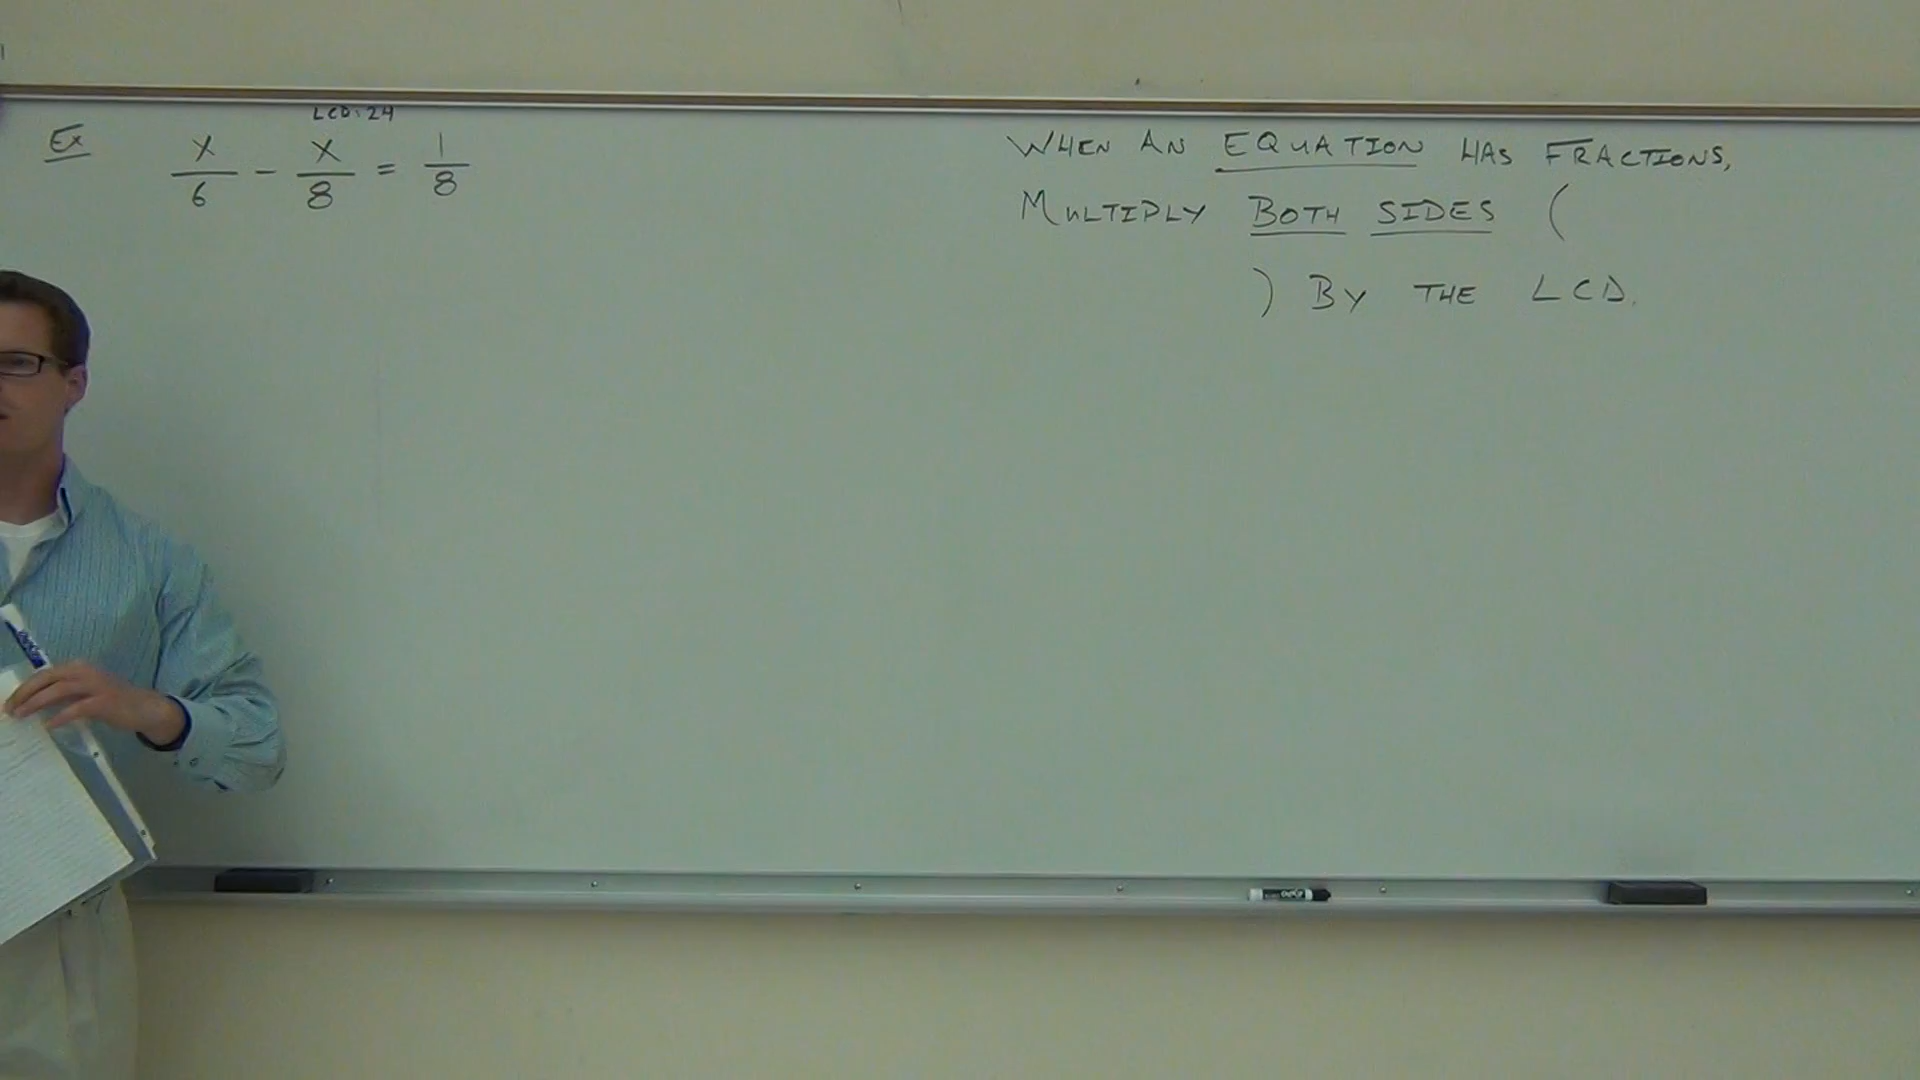 LCD: 24
Ex x/6 - x/8 = 1/8
WHEN AN EQUATION HAS FRACTIONS,
MULTIPLY BOTH SIDES (
) BY THE LCD.